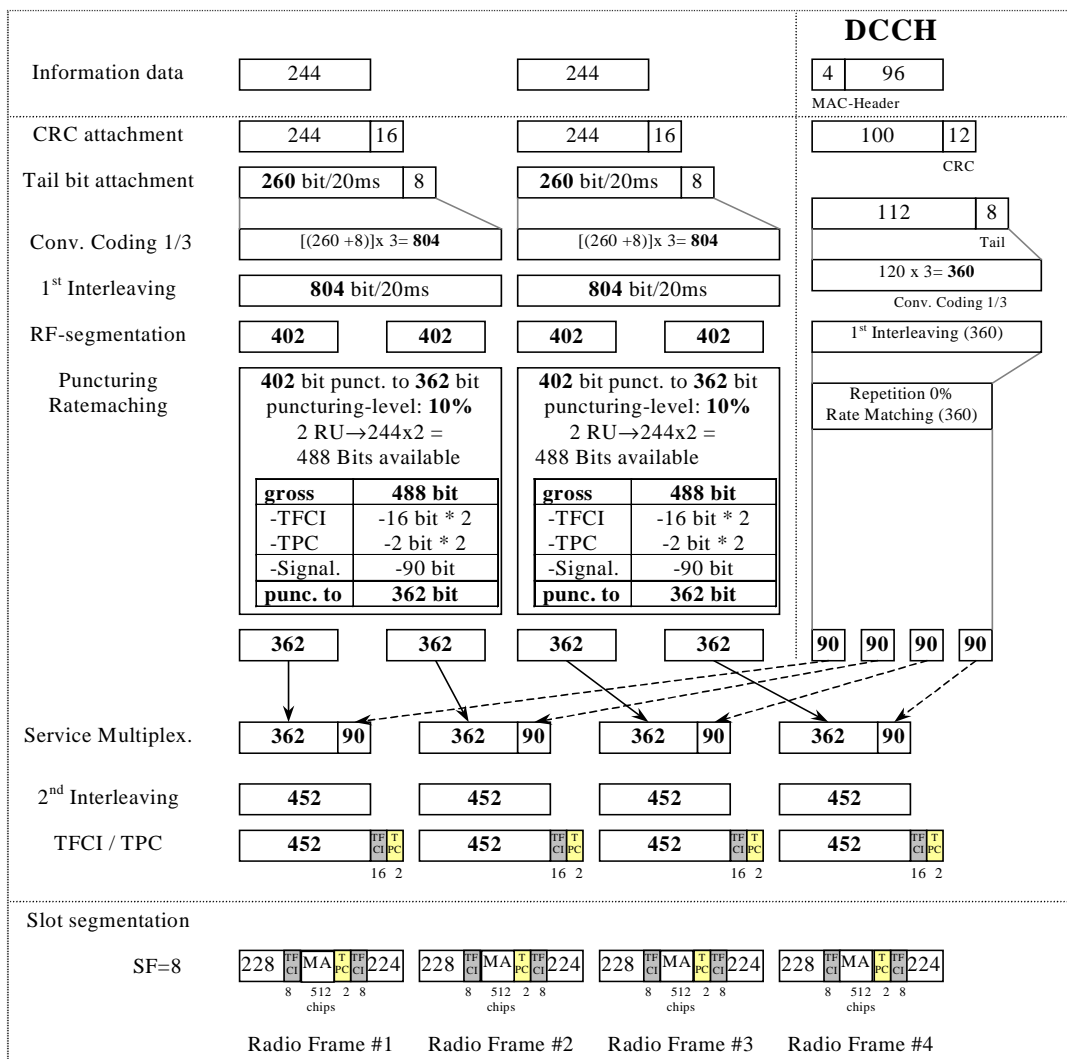 DCCH
Information data 244 244 4 96
MAC-Header
CRC attachment 244 16 244 16 100 12
CRC
Tail bit attachment 260 bit/20ms 8 260 bit/20ms 8
112 8
Tail
Conv. Coding 1/3 [(260 +8)]x 3= 804 [(260 +8)]x 3= 804
120 x 3= 360
Conv. Coding 1/3
1st Interleaving 804 bit/20ms 804 bit/20ms
RF-segmentation 402 402 402 402 1st Interleaving (360)
Puncturing
Ratemaching
402 bit punct. to 362 bit
puncturing-level: 10%
2 RU→244x2 =
488 Bits available
gross 488 bit
-TFCI -16 bit * 2
-TPC -2 bit * 2
-Signal. -90 bit
punc. to 362 bit
402 bit punct. to 362 bit
puncturing-level: 10%
2 RU→244x2 =
488 Bits available
gross 488 bit
-TFCI -16 bit * 2
-TPC -2 bit * 2
-Signal. -90 bit
punc. to 362 bit
Repetition 0%
Rate Matching (360)
362 362 362 362 90 90 90 90
Service Multiplex. 362 90 362 90 362 90 362 90
2nd Interleaving 452 452 452 452
TFCI / TPC 452 TF CI T PC 452 TF CI T PC 452 TF CI T PC 452 TF CI T PC
16 2 16 2 16 2 16 2
Slot segmentation
SF=8 228 TF CI MA T PC TF CI 224 228 TF CI MA T PC TF CI 224 228 TF CI MA T PC TF CI 224 228 TF CI MA T PC TF CI 224
8 512 2 8 8 512 2 8 8 512 2 8 8 512 2 8
chips chips chips chips
Radio Frame #1 Radio Frame #2 Radio Frame #3 Radio Frame #4